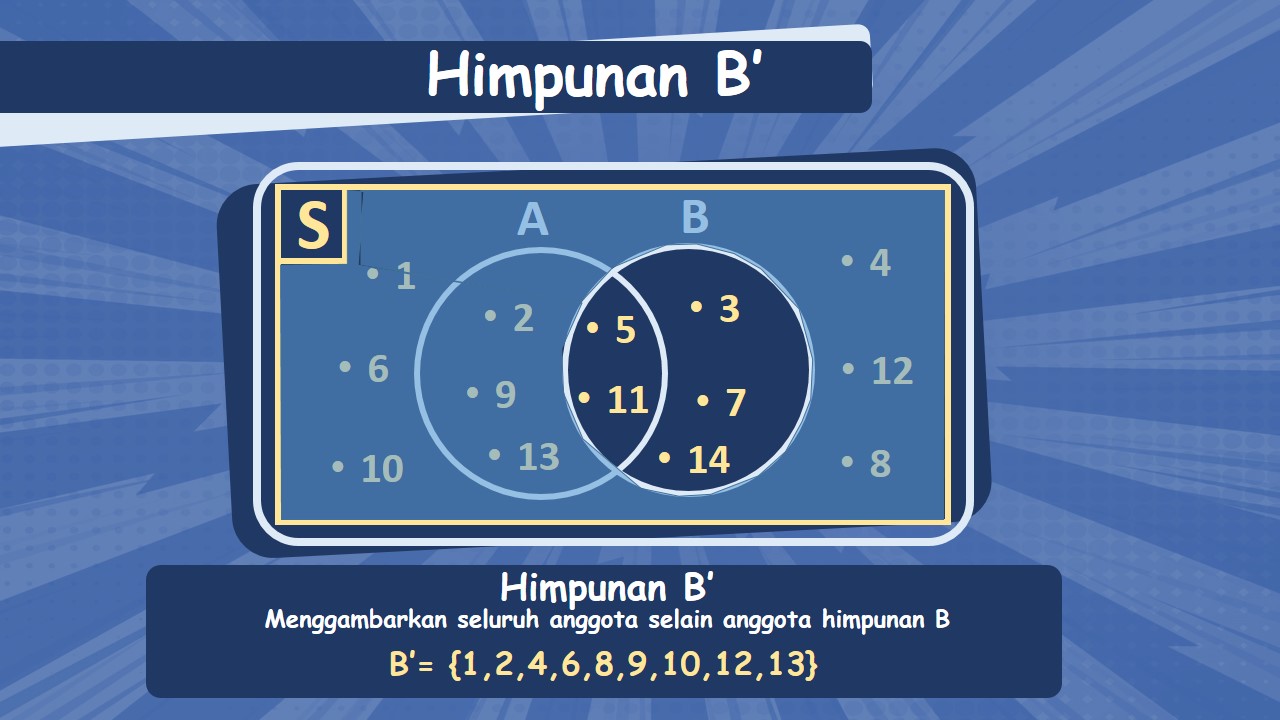 Himpunan B'
S
A B
• 1
• 2
• 5
• 3
• 4
• 6
• 9
• 11
• 7
• 12
• 10
• 13
• 14
• 8
Himpunan B'
Menggambarkan seluruh anggota selain anggota himpunan B
B'= {1,2,4,6,8,9,10,12,13}